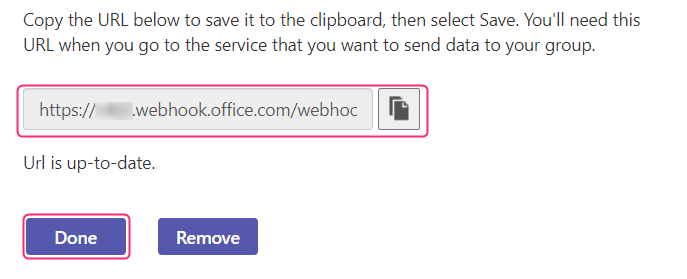 Copy the URL below to save it to the clipboard, then select Save. You'll need this
URL when you go to the service that you want to send data to your group.
https:// .webhook.office.com/webhoc
Url is up-to-date.
Done
Remove